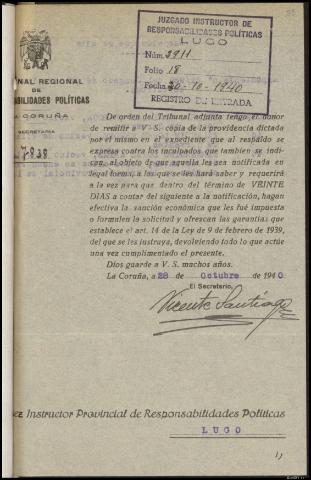 JUZGADO INSTRUCTOR DE
RESPONSABILIDADES POLÍTICAS
LUGO
Núm. 3911
Folio 18
Fecha 30-10-1940
REGISTRO DE ENTRADA
NAL REGIONAL
DE
ABILIDADES POLÍTICAS
A CORUÑA
SECRETARIA
7838
De orden del Tribunal adjunta tengo el honor
de remitir a V. S. copia de la providencia dictada
por el mismo en el expediente que al respaldo se
expresa contra los inculpados que tambien se indi-
can, al objeto de que aquella les sea notificada en
legal forma, a los que se les hará saber y requerirá
a la vez para que dentro del término de VEINTE
DIAS a contar del siguiente a la notificación, hagan
efectiva la sanción económica que les fué impuesta
o formulen la solicitud y ofrescan las garantias que
establece el art. 14 de la Ley de 9 de febrero de 1939,
del que se les instruya, devolviendo todo lo que actúe
una vez cumplimentado el presente.
Dios guarde a V. S. muchos años.
La Coruña, a 28 de Octubre de 1940
El Secretario,
Vicente Santiago
EZ Instructor Provincial de Responsabilidades Politicas
LUGO